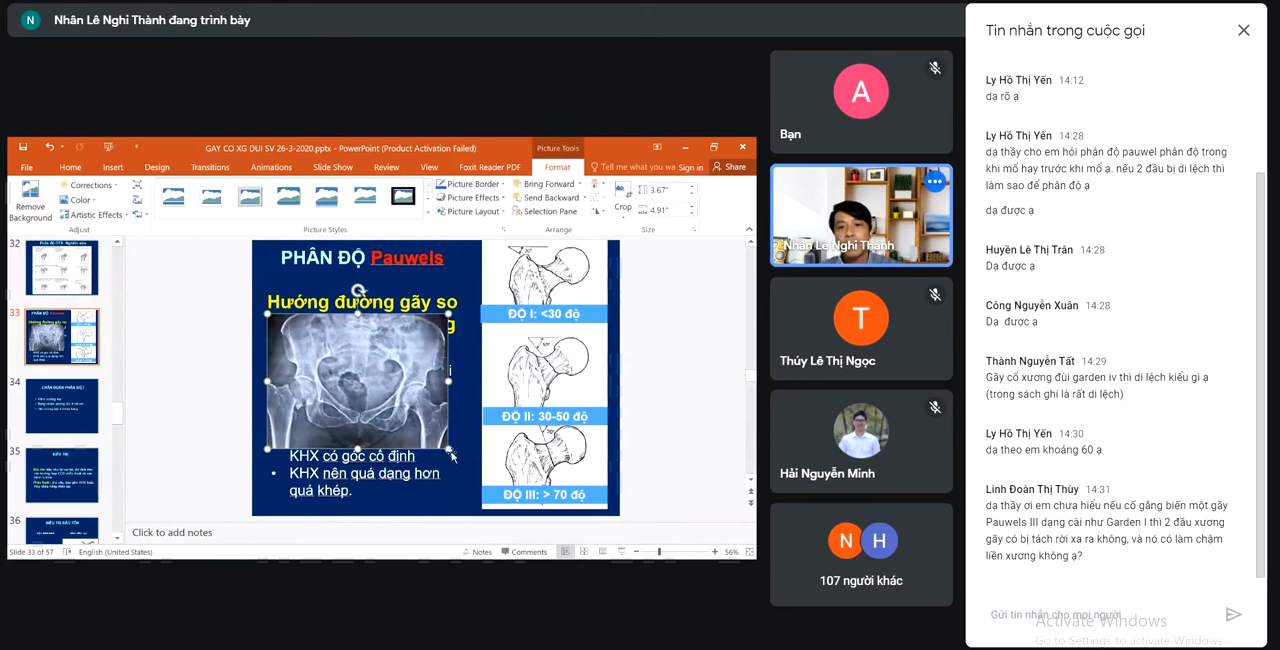 N
Nhân Lê Nghi Thành đang trình bày
GAY CO XG DUI SV 26-3-2020.pptx - PowerPoint (Product Activation Failed)
Picture Tools
File
Home
Insert
Design
Transitions
Animations
Slide Show
Review
View
Foxit Reader PDF
Format
Tell me what you wa
Sign in
Share
Remove
Background
Corrections
Color
Artistic Effects
Adjust
Picture Styles
Picture Border
Picture Effects
Picture Layout
Bring Forward
Send Backward
Selection Pane
Arrange
Crop
3.67"
4.91"
Size
32
33
34
35
36
PHÂN ĐỘ Pauwels
Hướng đường gãy so
g
i
KHX có góc cố định
• KHX nên quá dạng hơn
quá khép.
ĐỘ I: <30 độ
ĐỘ II: 30-50 độ
70°
ĐỘ III: > 70 độ
Click to add notes
Slide 33 of 57
English (United States)
Notes
Comments
56%
A
Bạn
Nhân Lê Nghi Thành
T
Thúy Lê Thị Ngọc
Hải Nguyễn Minh
N
H
107 người khác
Tin nhắn trong cuộc gọi
Ly Hồ Thị Yến 14:12
dạ rõ ạ
Ly Hồ Thị Yến 14:28
dạ thầy cho em hỏi phân độ pauwel phân độ trong
khi mổ hay trước khi mổ ạ. nếu 2 đầu bị di lệch thì
làm sao để phân độ ạ
dạ được ạ
Huyền Lê Thị Trân 14:28
Dạ được ạ
Công Nguyễn Xuân 14:28
Dạ được ạ
Thành Nguyễn Tất 14:29
Gãy cổ xương đùi garden iv thì di lệch kiểu gì ạ
(trong sách ghi là rất di lệch)
Ly Hồ Thị Yến 14:30
dạ theo em khoảng 60 ạ
Linh Đoàn Thị Thùy 14:31
dạ thầy ơi em chưa hiểu nếu cố gắng biến một gãy
Pauwels III dạng cài như Garden I thì 2 đầu xương
gãy có bị tách rời xa ra không, và nó có làm chậm
liền xương không ạ?
Gửi tin nhắn cho mọi người
Activate Windows
Go to Settings to activate Windows.